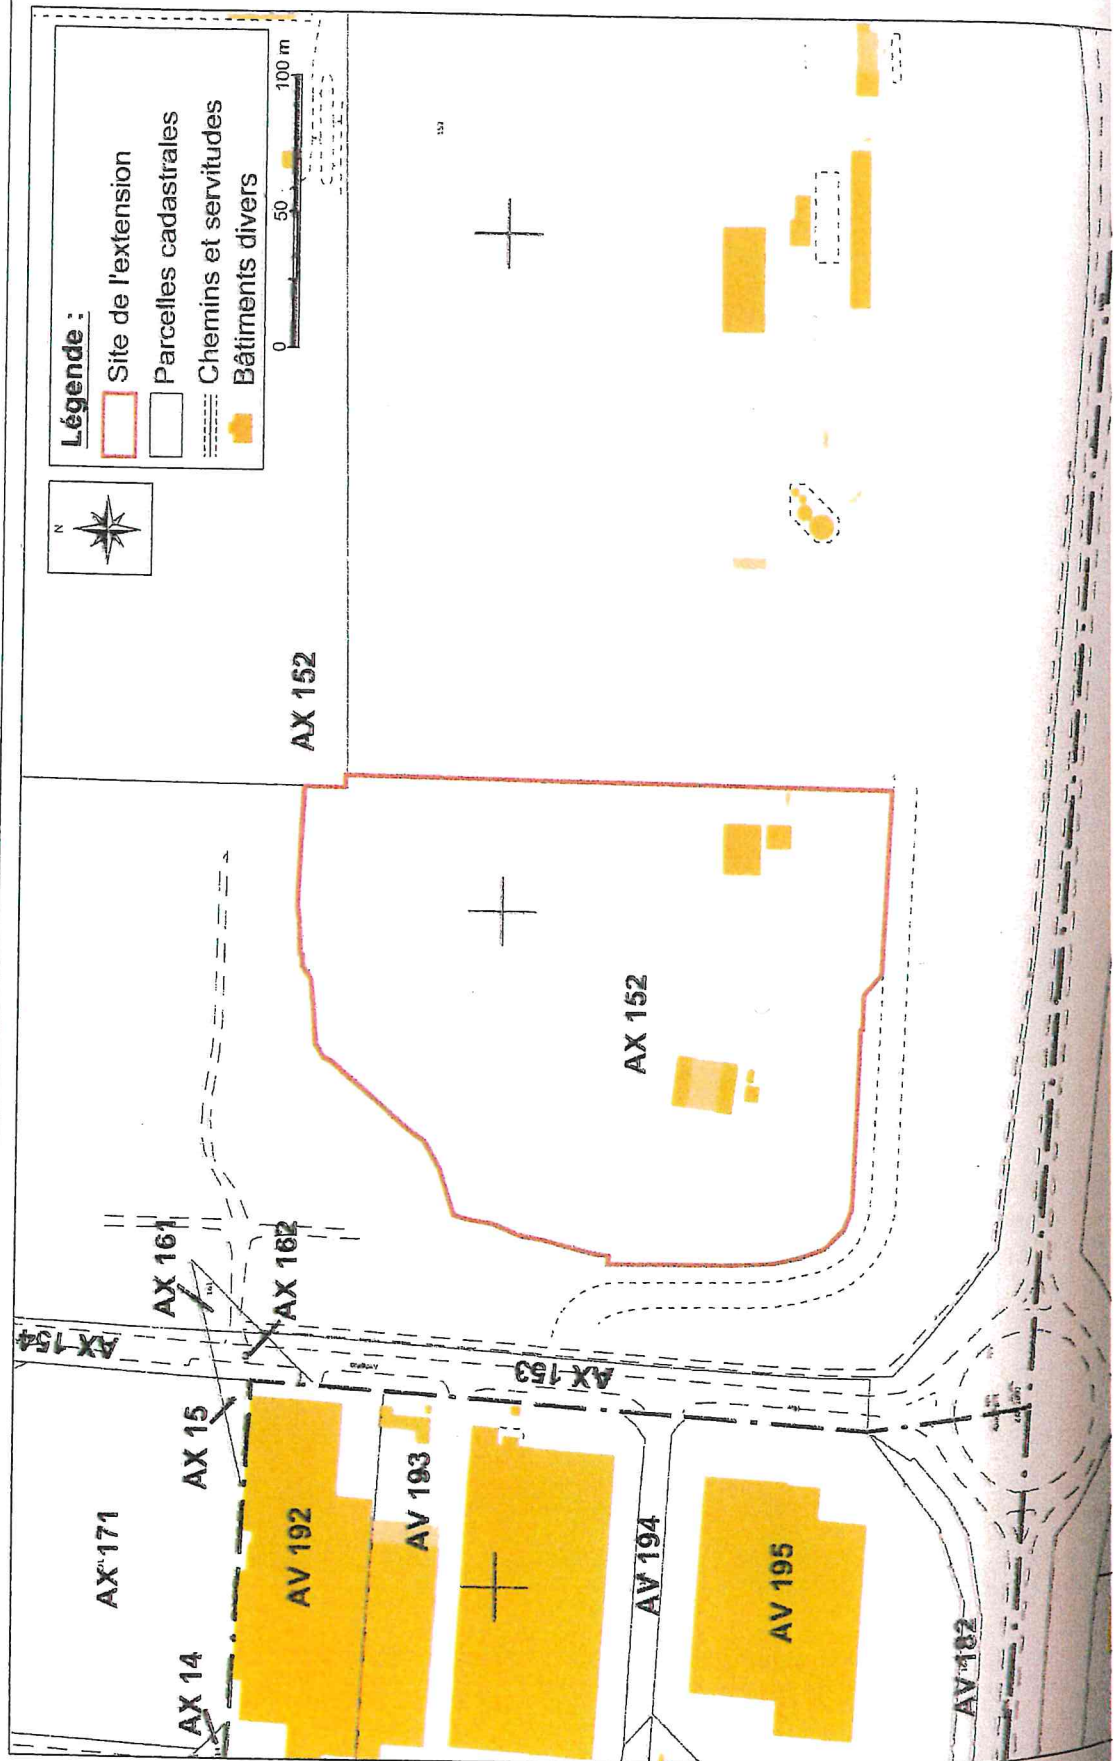 Légende :
Site de l'extension
Parcelles cadastrales
Chemins et servitudes
Bâtiments divers
0 50 100 m
N
AX 152
AX 152
AX 161
AX 162
AX 154
AX 153
AX 15
AX 171
AX 14
AV 192
AV 193
AV 194
AV 195
AV 182